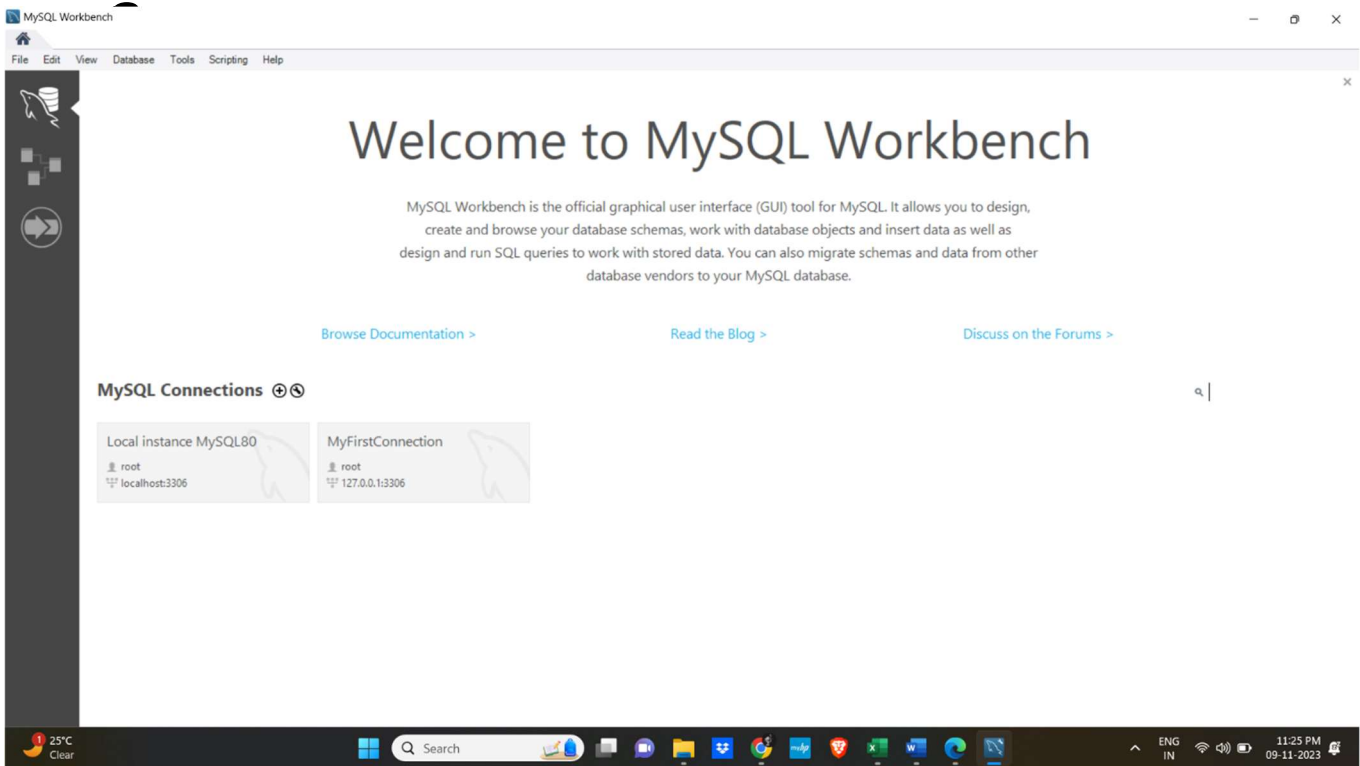 MySQL Workbench
File Edit View Database Tools Scripting Help
Welcome to MySQL Workbench
MySQL Workbench is the official graphical user interface (GUI) tool for MySQL. It allows you to design,
create and browse your database schemas, work with database objects and insert data as well as
design and run SQL queries to work with stored data. You can also migrate schemas and data from other
database vendors to your MySQL database.
Browse Documentation > Read the Blog > Discuss on the Forums >
MySQL Connections
Local instance MySQL80
root
localhost:3306
MyFirstConnection
root
127.0.0.1:3306
1
25°C
Clear
Search
ENG
IN
11:25 PM
09-11-2023